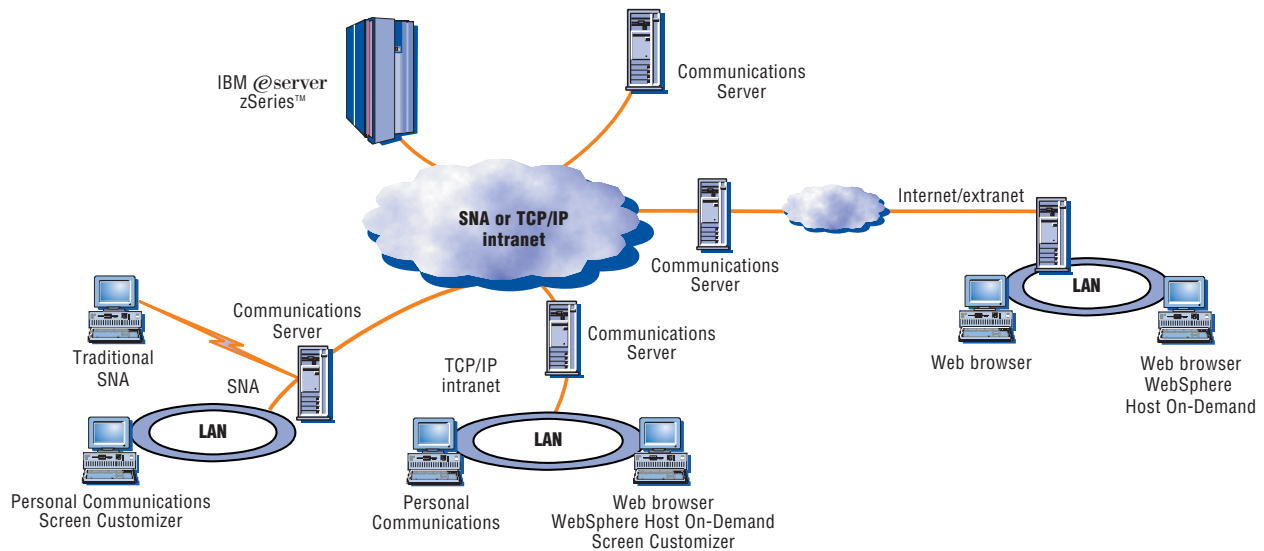 IBM @server
zSeries™
Communications
Server
SNA or TCP/IP
intranet
Communications
Server
Internet/extranet
LAN
Web browser
Web browser
WebSphere
Host On-Demand
Traditional
SNA
Communications
Server
SNA
LAN
Personal Communications
Screen Customizer
Communications
Server
TCP/IP
intranet
LAN
Personal
Communications
Web browser
WebSphere Host On-Demand
Screen Customizer